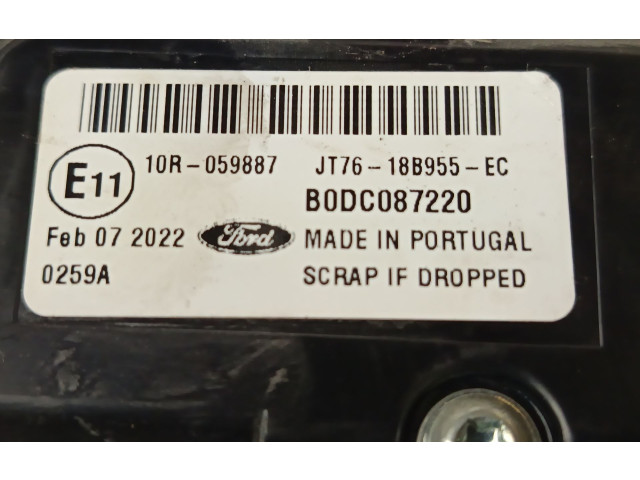 E11 10R-059887 JT76-18B955-EC
B0DC087220
Feb 07 2022 Ford MADE IN PORTUGAL
0259A SCRAP IF DROPPED